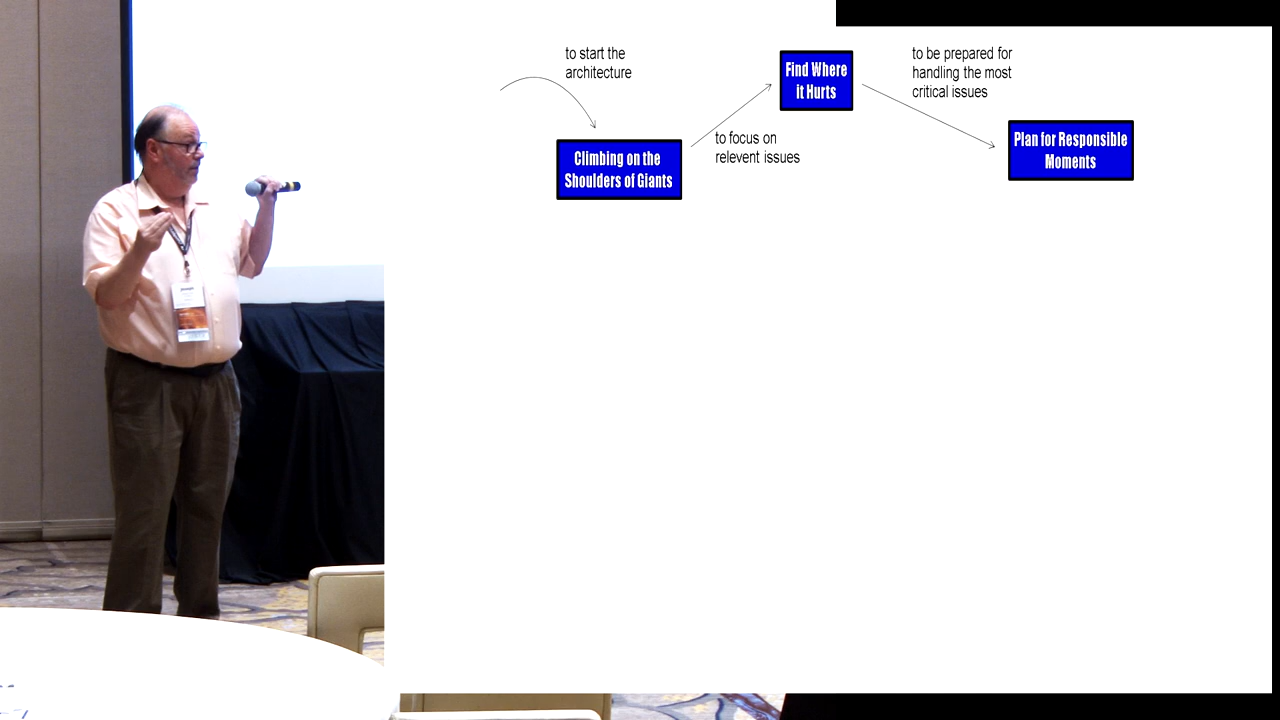 to start the
architecture
Climbing on the
Shoulders of Giants
to focus on
relevent issues
Find Where
it Hurts
to be prepared for
handling the most
critical issues
Plan for Responsible
Moments